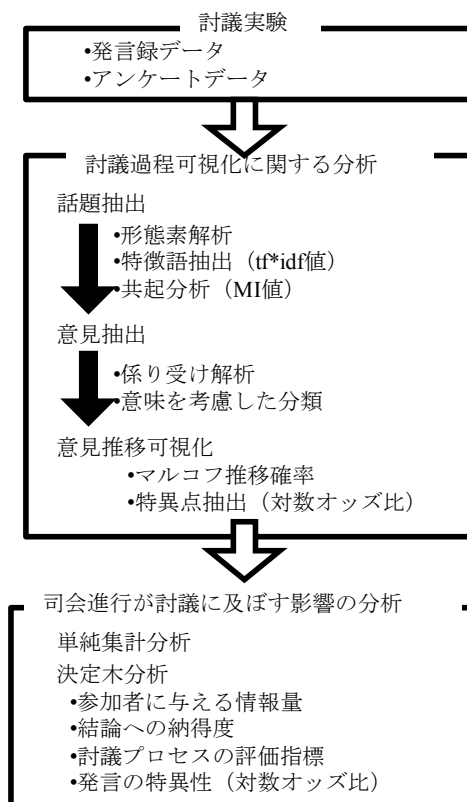 討議実験
•発言録データ
•アンケートデータ
討議過程可視化に関する分析
話題抽出
•形態素解析
•特徴語抽出（tf*idf値）
•共起分析（MI値）
意見抽出
•係り受け解析
•意味を考慮した分類
意見推移可視化
•マルコフ推移確率
•特異点抽出（対数オッズ比）
司会進行が討議に及ぼす影響の分析
単純集計分析
決定木分析
•参加者に与える情報量
•結論への納得度
•討議プロセスの評価指標
•発言の特異性（対数オッズ比）